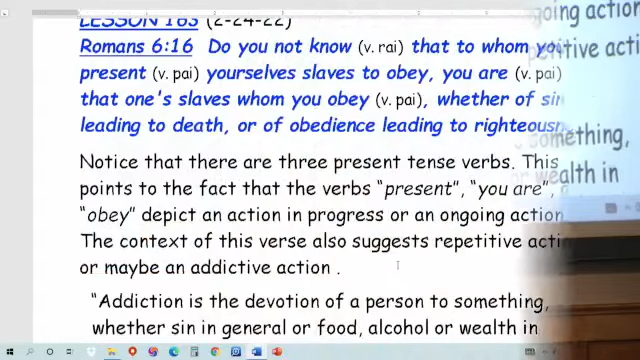 LESSON 163 (2-24-22)
Romans 6:16 Do you not know (v. rai) that to whom you
present (v. pai) yourselves slaves to obey, you are (v. pai)
that one's slaves whom you obey (v. pai), whether of sin
leading to death, or of obedience leading to righteousn
Notice that there are three present tense verbs. This
points to the fact that the verbs "present", "you are",
"obey" depict an action in progress or an ongoing action
The context of this verse also suggests repetitive acti
or maybe an addictive action .
"Addiction is the devotion of a person to something,
whether sin in general or food, alcohol or wealth in
going action
petitive acti
something,
wealth in